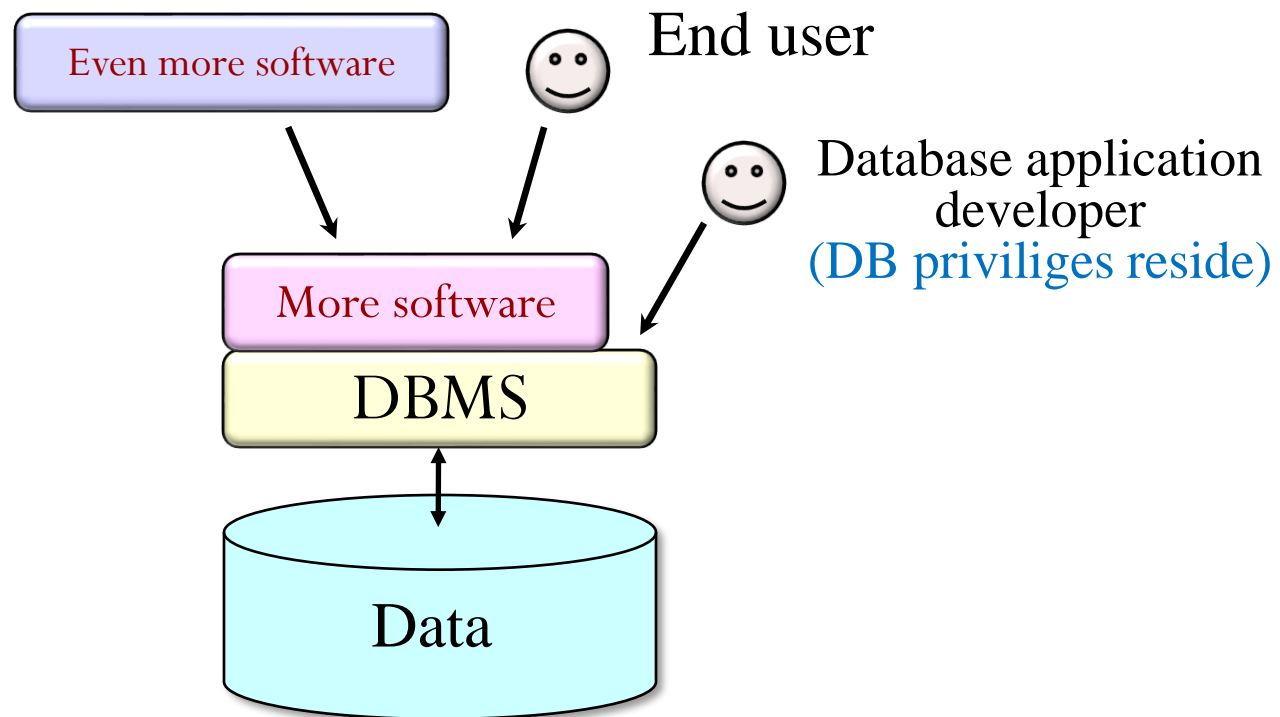 Even more software
End user
Database application
developer
(DB priviliges reside)
More software
DBMS
Data